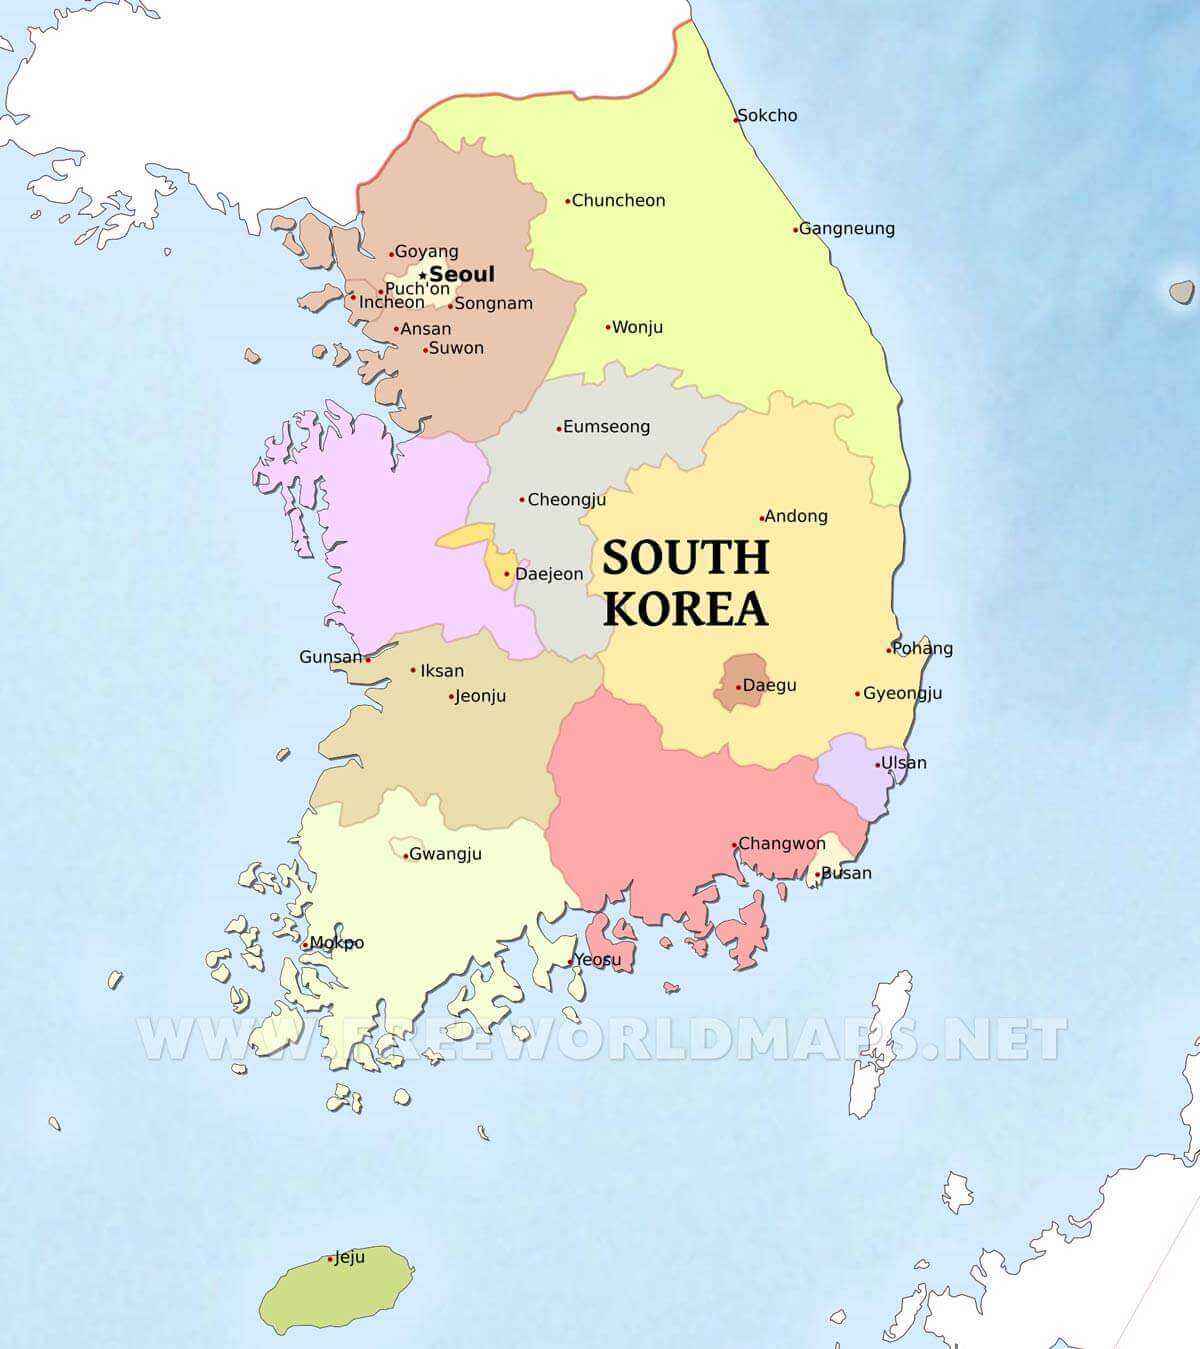 Sokcho
Chuncheon
Gangneung
Goyang
Seoul
Puch'on
Incheon
Songnam
Ansan
Wonju
Suwon
Eumseong
Cheongju
Andong
SOUTH
KOREA
Daejeon
Gunsan
Iksan
Jeonju
Pohang
Daegu
Gyeongju
Ulsan
Changwon
Gwangju
Busan
Mokpo
Yeosu
WWW.FREEWORLDMAPS.NET
Jeju